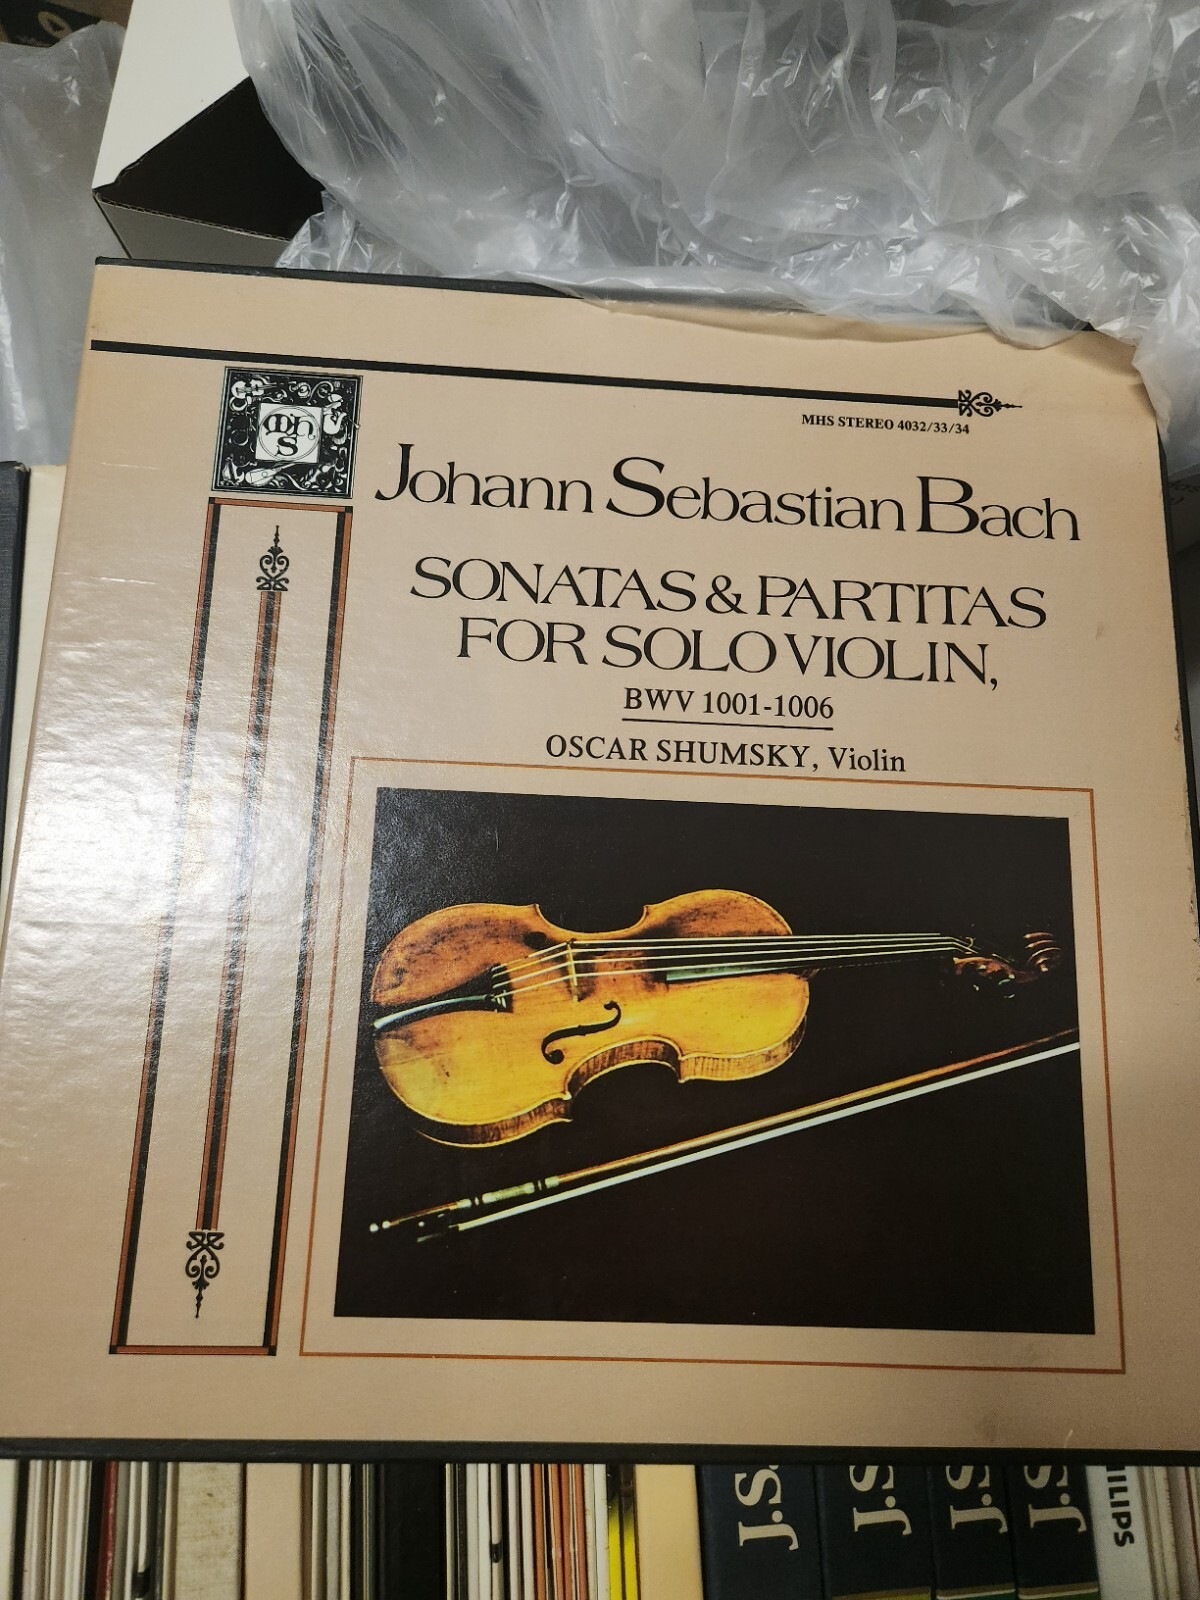 MHS
MHS STEREO 4032/33/34
Johann Sebastian Bach
SONATAS & PARTITAS
FOR SOLO VIOLIN,
BWV 1001-1006
OSCAR SHUMSKY, Violin
J.S.
J.S
J.S
J.S
HILIPS